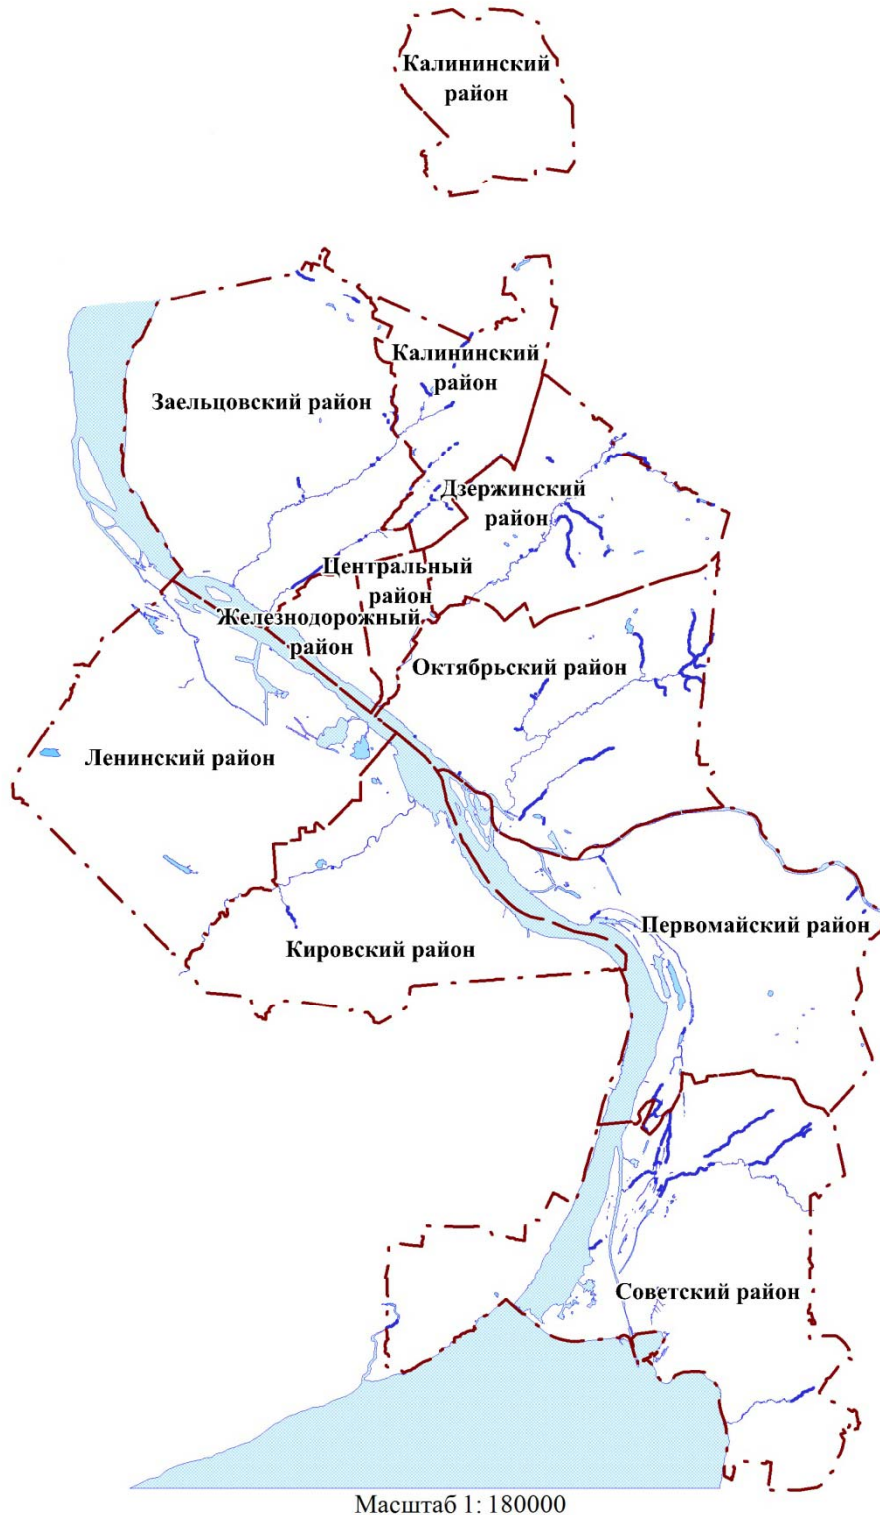 Калининский
район
Калининский
район
Заельцовский район
Дзержинский
район
Центральный
район
Железнодорожный
район
Октябрьский район
Ленинский район
Первомайский район
Кировский район
Советский район
Масштаб 1: 180000